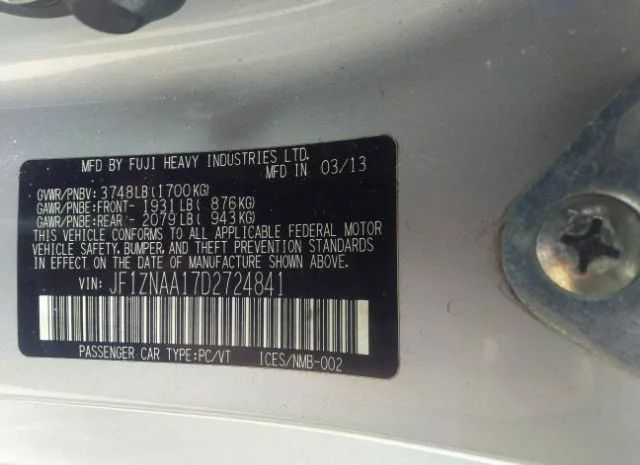 MFD BY FUJI HEAVY INDUSTRIES LTD.
MFD IN 03/13
GVWR/PNBV: 3748LB(1700KG)
GAWR/PNBE:FRONT- 1931LB( 876KG)
GAWR/PNBE:REAR - 2079LB( 943KG)
THIS VEHICLE CONFORMS TO ALL APPLICABLE FEDERAL MOTOR
VEHICLE SAFETY, BUMPER, AND THEFT PREVENTION STANDARDS
IN EFFECT ON THE DATE OF MANUFACTURE SHOWN ABOVE.
VIN: JF1ZNAA17D2724841
PASSENGER CAR TYPE:PC/VT ICES/NMB-002